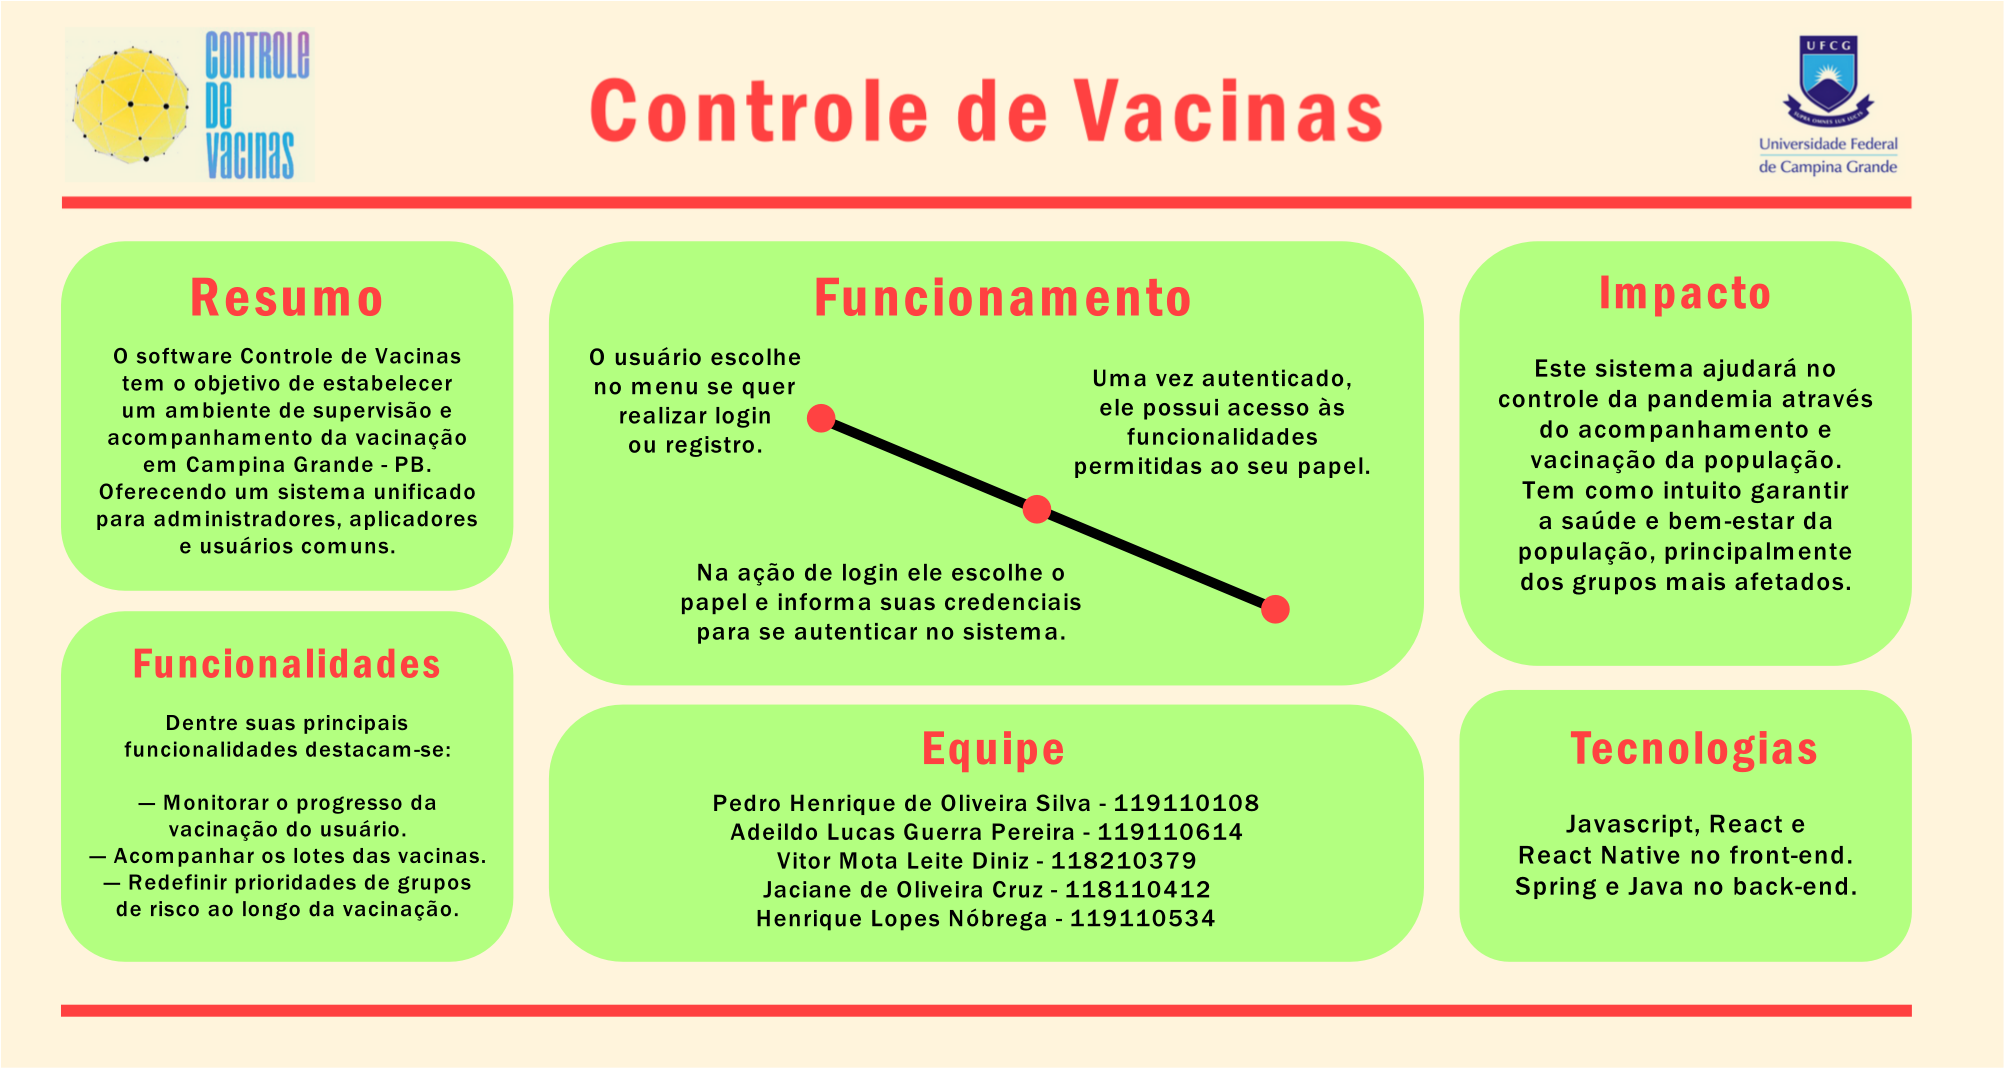 CONTROLE
DE
VACINAS
Controle de Vacinas
UFCG
SUPRA OMNES LUX LUCIS
Universidade Federal
de Campina Grande
Resumo
O software Controle de Vacinas
tem o objetivo de estabelecer
um ambiente de supervisão e
acompanhamento da vacinação
em Campina Grande - PB.
Oferecendo um sistema unificado
para administradores, aplicadores
e usuários comuns.
Funcionalidades
Dentre suas principais
funcionalidades destacam-se:
— Monitorar o progresso da
vacinação do usuário.
— Acompanhar os lotes das vacinas.
— Redefinir prioridades de grupos
de risco ao longo da vacinação.
Funcionamento
O usuário escolhe
no menu se quer
realizar login
ou registro.
Na ação de login ele escolhe o
papel e informa suas credenciais
para se autenticar no sistema.
Uma vez autenticado,
ele possui acesso às
funcionalidades
permitidas ao seu papel.
Equipe
Pedro Henrique de Oliveira Silva - 119110108
Adeildo Lucas Guerra Pereira - 119110614
Vitor Mota Leite Diniz - 118210379
Jaciane de Oliveira Cruz - 118110412
Henrique Lopes Nóbrega - 119110534
Impacto
Este sistema ajudará no
controle da pandemia através
do acompanhamento e
vacinação da população.
Tem como intuito garantir
a saúde e bem-estar da
população, principalmente
dos grupos mais afetados.
Tecnologias
Javascript, React e
React Native no front-end.
Spring e Java no back-end.